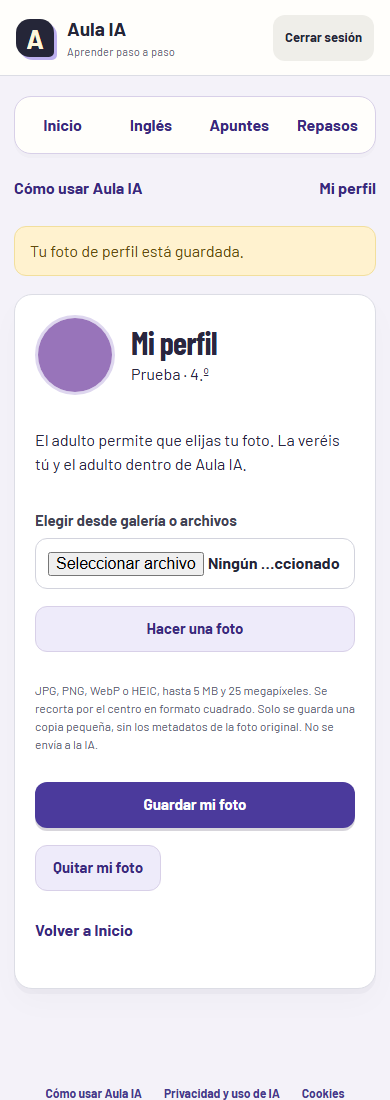 A
Aula IA
Aprender paso a paso
Cerrar sesión
Inicio
Inglés
Apuntes
Repasos
Cómo usar Aula IA
Mi perfil
Tu foto de perfil está guardada.
Mi perfil
Prueba · 4.º
El adulto permite que elijas tu foto. La veréis
tú y el adulto dentro de Aula IA.
Elegir desde galería o archivos
Seleccionar archivo Ningún ...ccionado
Hacer una foto
JPG, PNG, WebP o HEIC, hasta 5 MB y 25 megapíxeles. Se
recorta por el centro en formato cuadrado. Solo se guarda una
copia pequeña, sin los metadatos de la foto original. No se
envía a la IA.
Guardar mi foto
Quitar mi foto
Volver a Inicio
Cómo usar Aula IA
Privacidad y uso de IA
Cookies